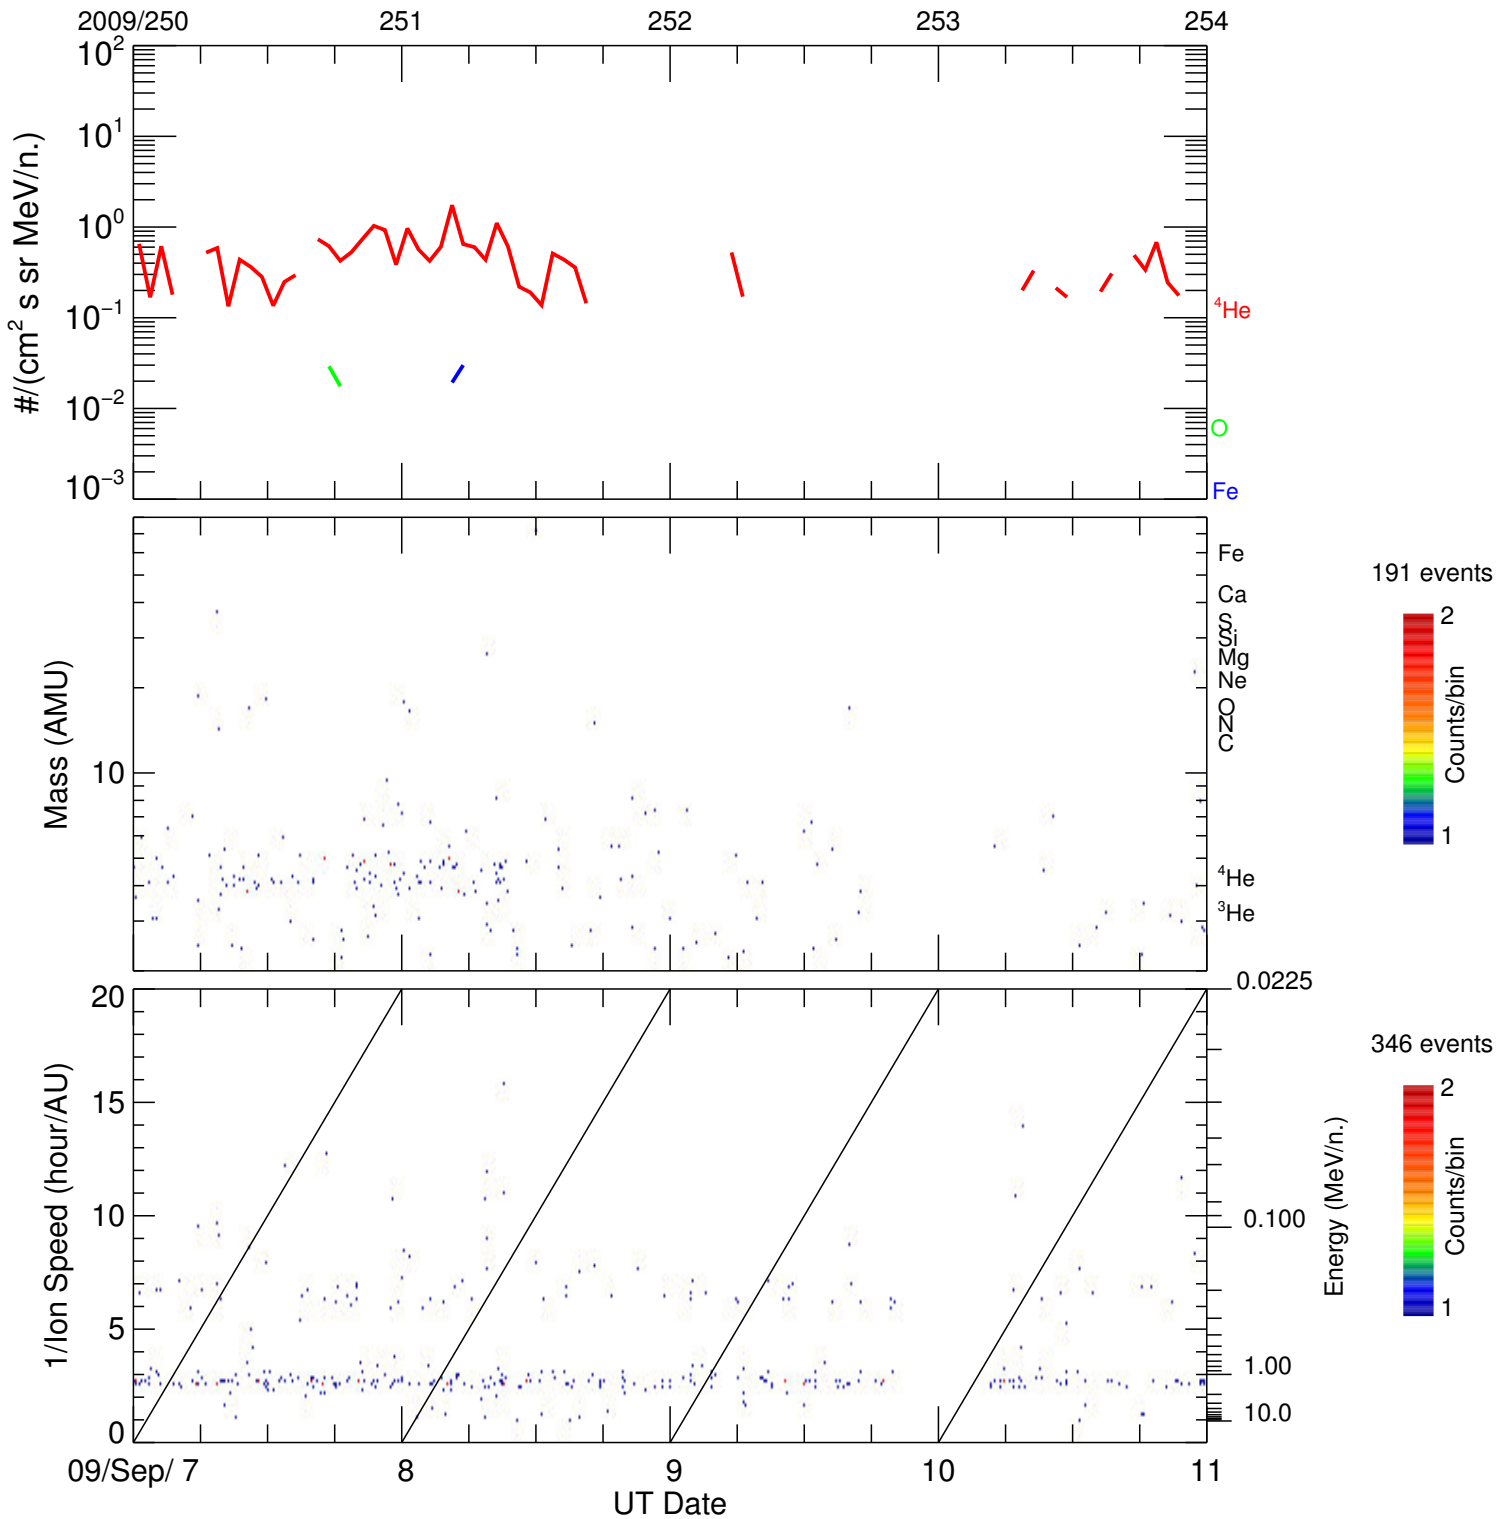 2009/250 251 252 253 254
#/(cm² s sr MeV/n.)
10²
10¹
10⁰
10⁻¹
10⁻²
10⁻³
⁴He
O
Fe
Mass (AMU)
10
Fe
Ca
S
Si
Mg
Ne
O
N
C
⁴He
³He
191 events
2
Counts/bin
1
1/Ion Speed (hour/AU)
20
15
10
5
0
0.0225
0.100
1.00
10.0
Energy (MeV/n.)
346 events
2
Counts/bin
1
09/Sep/ 7 8 9 10 11
UT Date